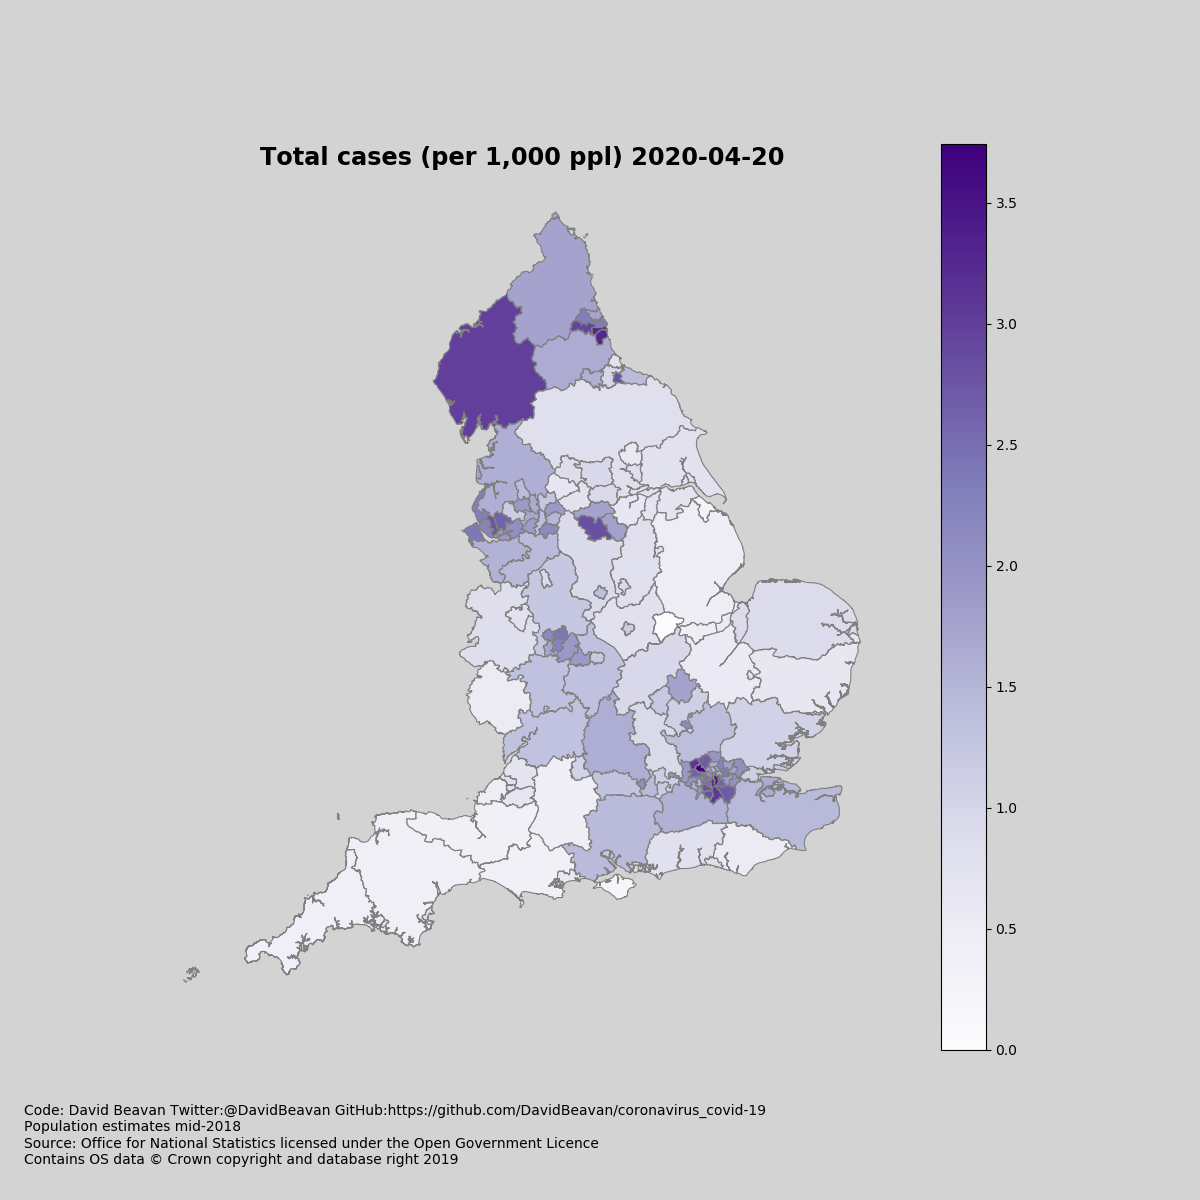 Total cases (per 1,000 ppl) 2020-04-20
3.5
3.0
2.5
2.0
1.5
1.0
0.5
0.0
Code: David Beavan Twitter:@DavidBeavan GitHub:https://github.com/DavidBeavan/coronavirus_covid-19
Population estimates mid-2018
Source: Office for National Statistics licensed under the Open Government Licence
Contains OS data © Crown copyright and database right 2019